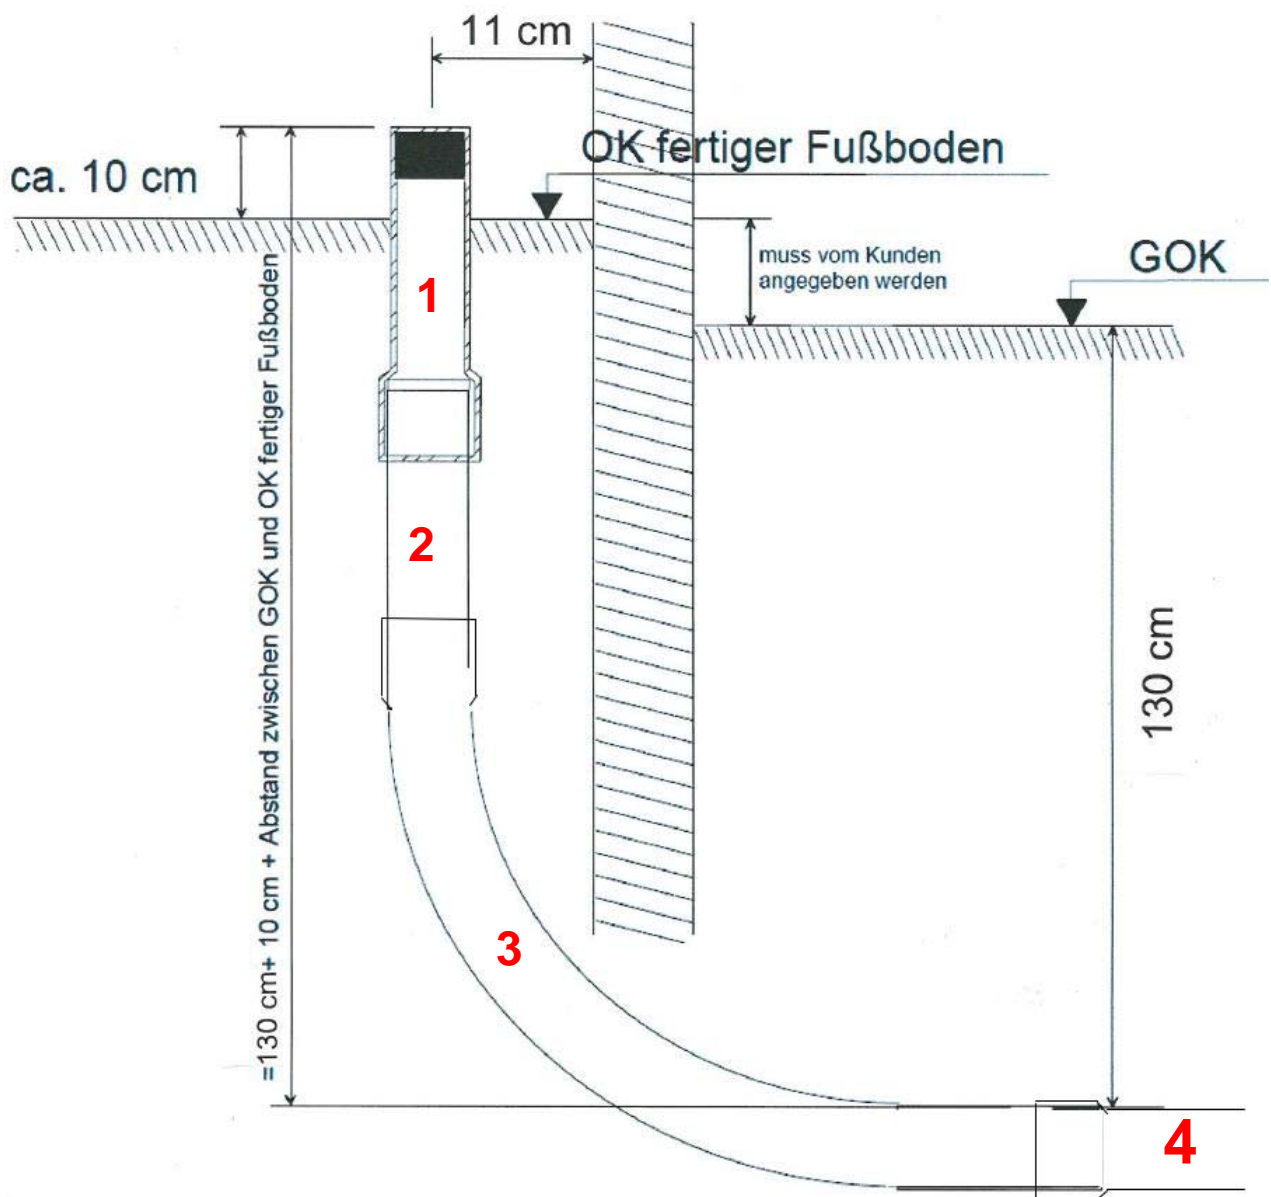 11 cm
OK fertiger Fußboden
ca. 10 cm
muss vom Kunden
angegeben werden
GOK
1
=130 cm+ 10 cm + Abstand zwischen GOK und OK fertiger Fußboden
2
130 cm
3
4